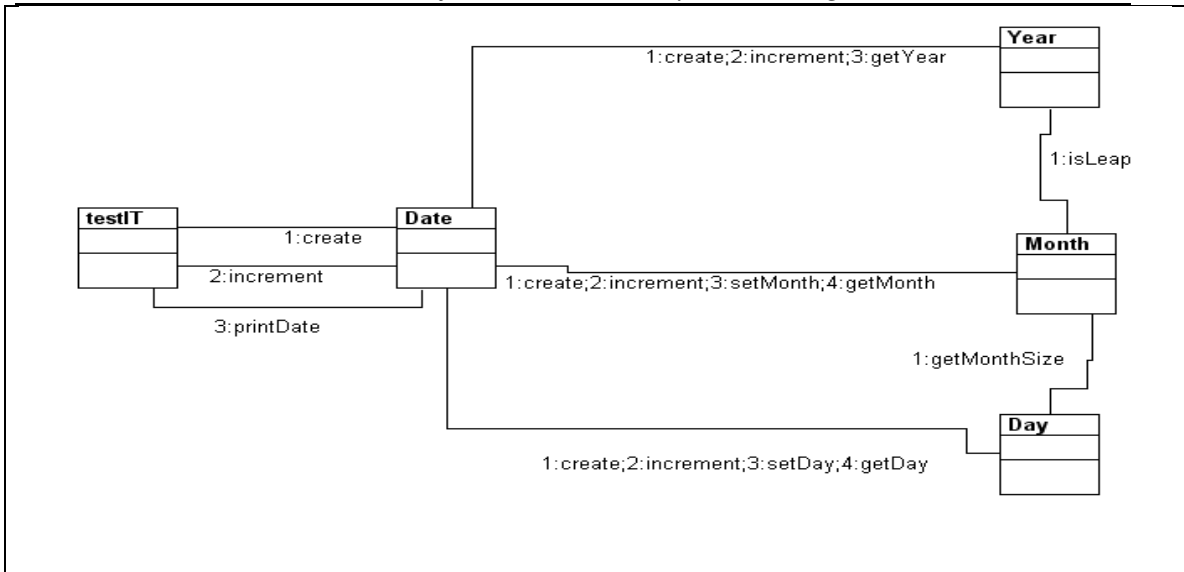 Year
1:create;2:increment;3:getYear
1:isLeap
testIT
Date
1:create
Month
2:increment
1:create;2:increment;3:setMonth;4:getMonth
3:printDate
1:getMonthSize
Day
1:create;2:increment;3:setDay;4:getDay